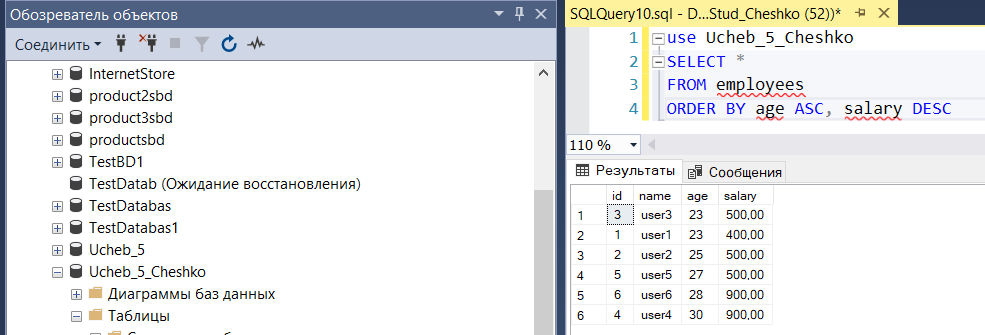 Обозреватель объектов
Соединить
InternetStore
product2sbd
product3sbd
productsbd
TestBD1
TestDatab (Ожидание восстановления)
TestDatabas
TestDatabas1
Ucheb_5
Ucheb_5_Cheshko
Диаграммы баз данных
Таблицы
SQLQuery10.sql - D...Stud_Cheshko (52))*
1 use Ucheb_5_Cheshko
2 SELECT *
3 FROM employees
4 ORDER BY age ASC, salary DESC
110 %
Результаты Сообщения
id name age salary
1 3 user3 23 500,00
2 1 user1 23 400,00
3 2 user2 25 500,00
4 5 user5 27 500,00
5 6 user6 28 900,00
6 4 user4 30 900,00